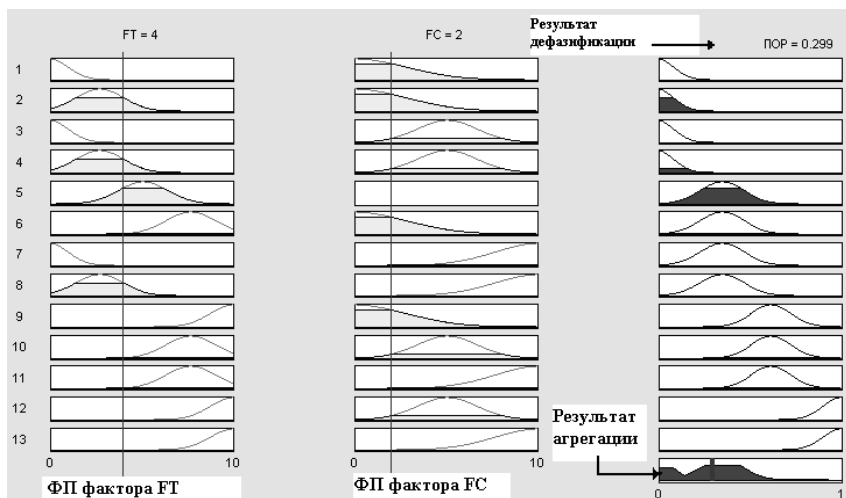 FT = 4
FC = 2
Результат
дефазификации
ПОР = 0.299
1
2
3
4
5
6
7
8
9
10
11
12
13
0
10
0
10
ФП фактора FT
ФП фактора FC
Результат
агрегации
0
1